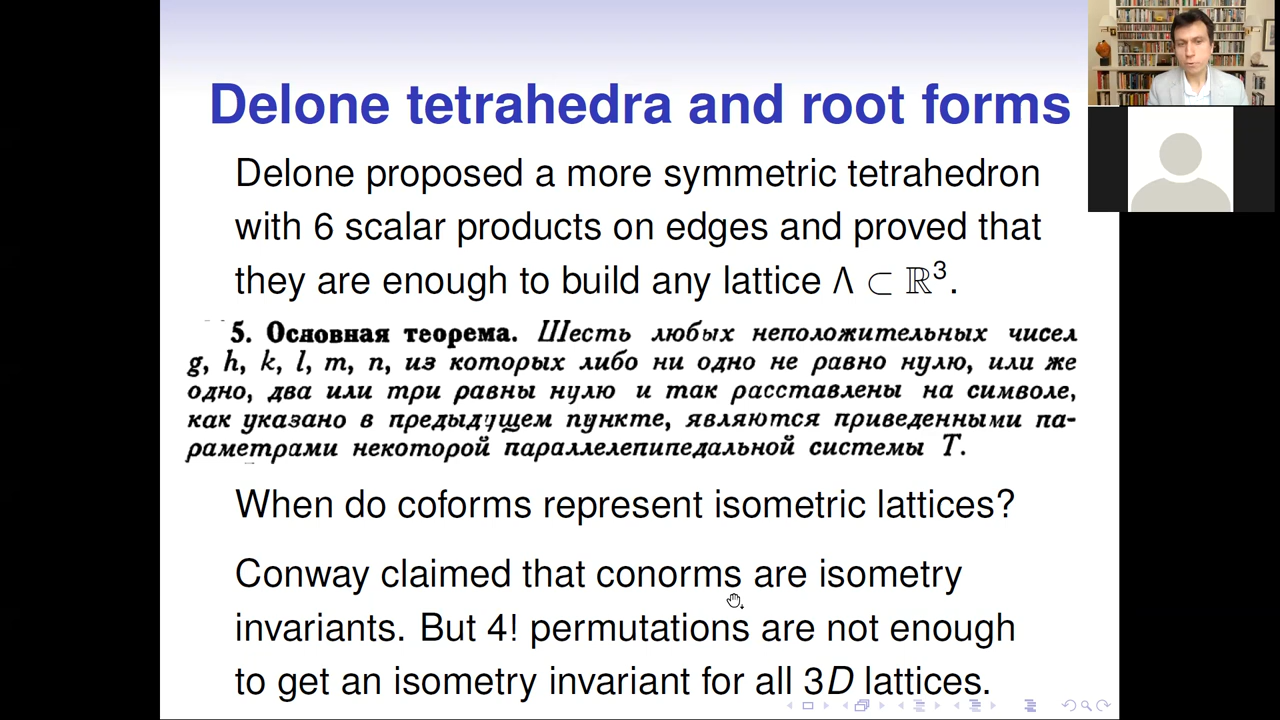 Delone tetrahedra and root forms
Delone proposed a more symmetric tetrahedron
with 6 scalar products on edges and proved that
they are enough to build any lattice Λ ⊂ ℝ³.
5. Основная теорема. Шесть любых неположительных чисел
g, h, k, l, m, n, из которых либо ни одно не равно нулю, или же
одно, два или три равны нулю и так расставлены на символе,
как указано в предыдущем пункте, являются приведенными па-
раметрами некоторой параллелепипедальной системы T.
When do coforms represent isometric lattices?
Conway claimed that conorms are isometry
invariants. But 4! permutations are not enough
to get an isometry invariant for all 3D lattices.